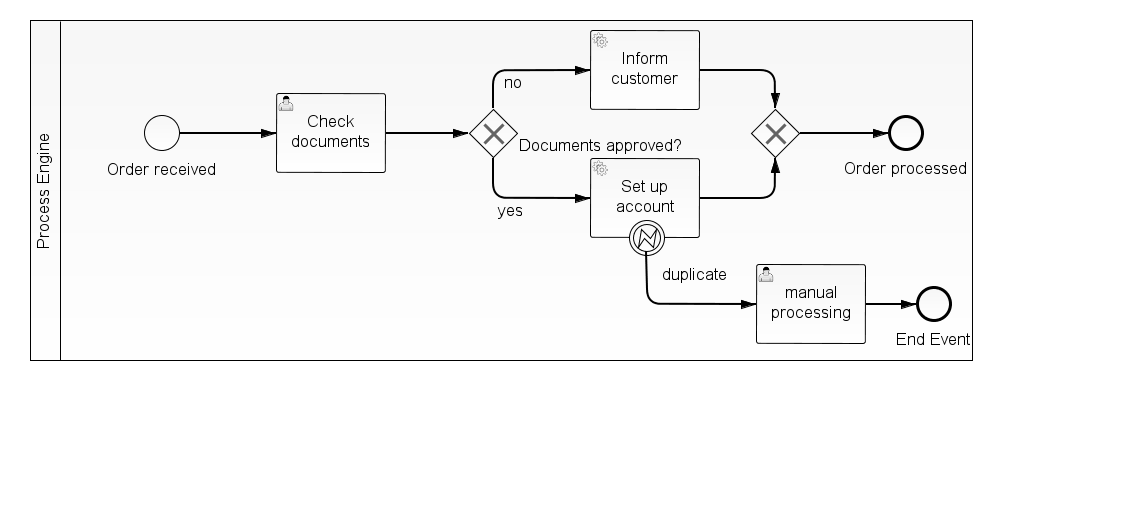 Process Engine
Order received
Check
documents
no
Documents approved?
yes
Inform
customer
Set up
account
duplicate
manual
processing
Order processed
End Event